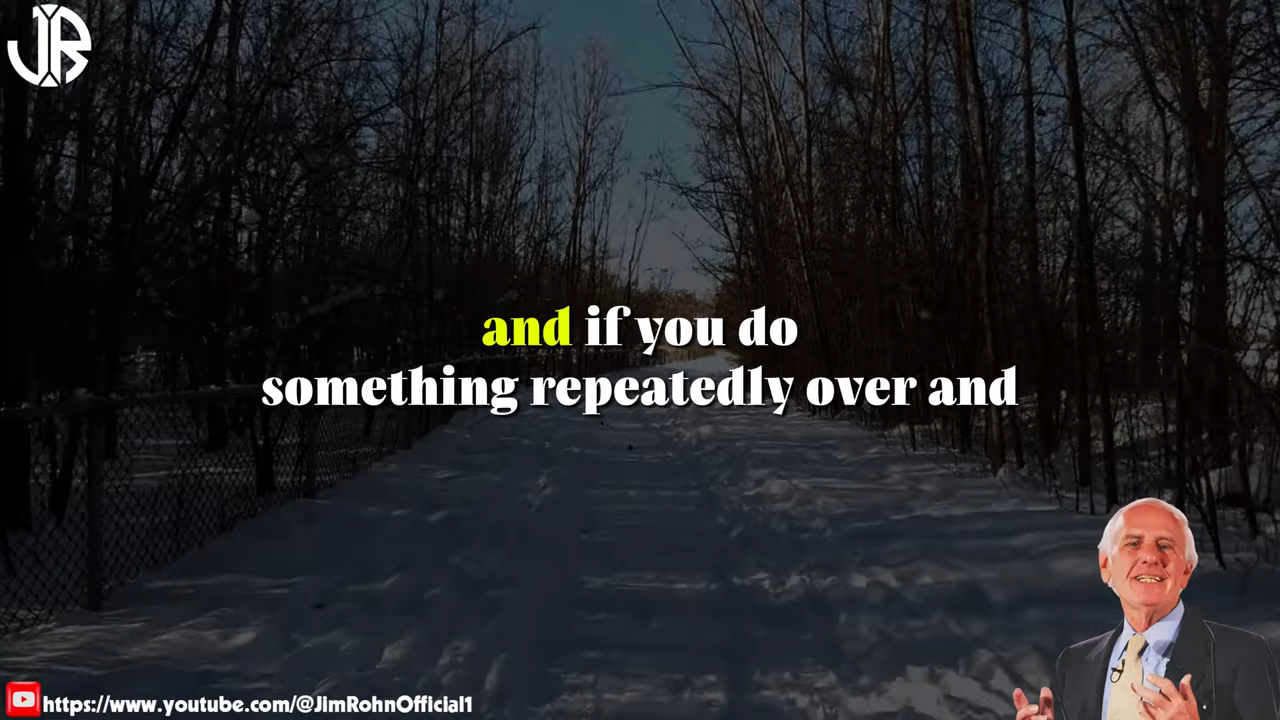 JR
and if you do
something repeatedly over and
https://www.youtube.com/@JimRohnOfficial1